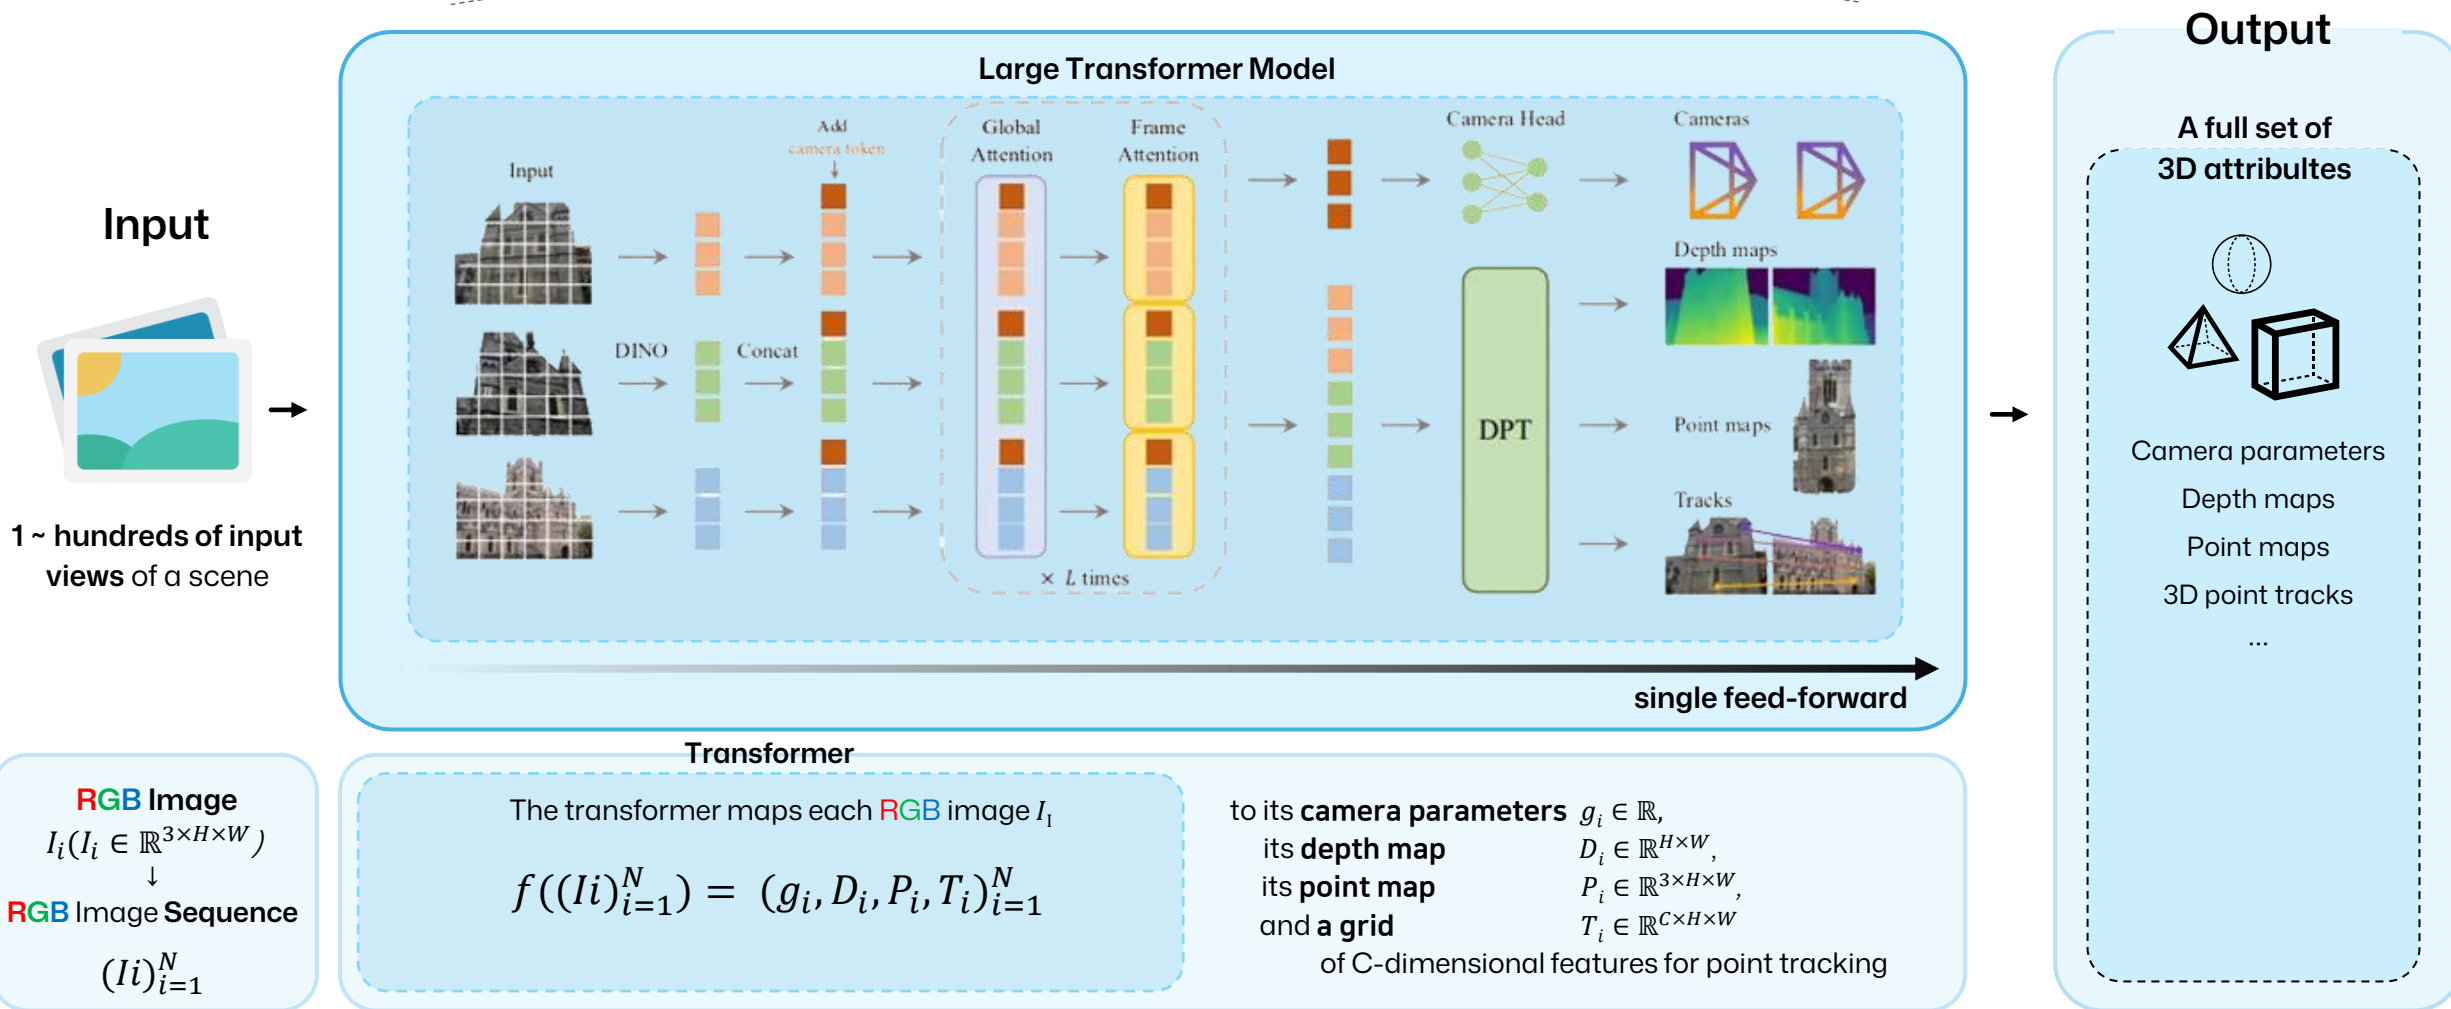 Input
1 ~ hundreds of input
views of a scene
Large Transformer Model
Input
DINO
Concat
Add
camera token
Global
Attention
Frame
Attention
× L times
Camera Head
DPT
Cameras
Depth maps
Point maps
Tracks
single feed-forward
Output
A full set of
3D attribultes
Camera parameters
Depth maps
Point maps
3D point tracks
...
RGB Image
I_i(I_i ∈ ℝ^{3×H×W})
↓
RGB Image Sequence
(Ii)_{i=1}^{N}
Transformer
The transformer maps each RGB image I_I
f((Ii)_{i=1}^{N}) = (g_i, D_i, P_i, T_i)_{i=1}^{N}
to its camera parameters g_i ∈ ℝ,
its depth map D_i ∈ ℝ^{H×W},
its point map P_i ∈ ℝ^{3×H×W},
and a grid T_i ∈ ℝ^{C×H×W}
of C-dimensional features for point tracking